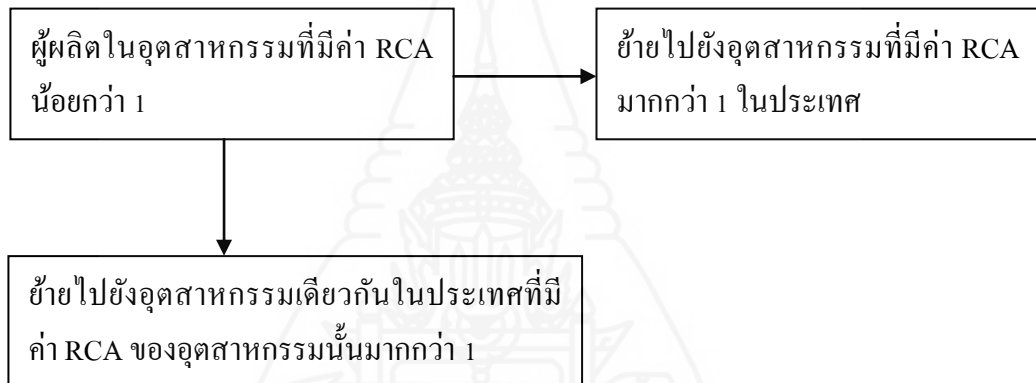 ผู้ผลิตในอุตสาหกรรมที่มีค่า RCA
น้อยกว่า 1
ย้ายไปยังอุตสาหกรรมที่มีค่า RCA
มากกว่า 1 ในประเทศ
ย้ายไปยังอุตสาหกรรมเดียวกันในประเทศที่มี
ค่า RCA ของอุตสาหกรรมนั้นมากกว่า 1